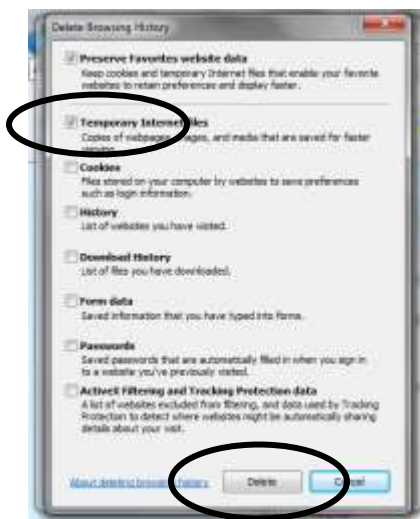 Delete Browsing History
Preserve Favorites website data
Keep cookies and temporary Internet files that enable your favorite
websites to retain preferences and display faster.
Temporary Internet files
Copies of webpages, images, and media that are saved for faster
viewing.
Cookies
Files stored on your computer by websites to save preferences
such as login information.
History
List of websites you have visited.
Download History
List of files you have downloaded.
Form data
Saved information that you have typed into forms.
Passwords
Saved passwords that are automatically filled in when you sign in
to a website you've previously visited.
ActiveX Filtering and Tracking Protection data
A list of websites excluded from filtering, and data used by Tracking
Protection to detect where websites might be automatically sharing
details about your visit.
About deleting browsing history Delete Cancel